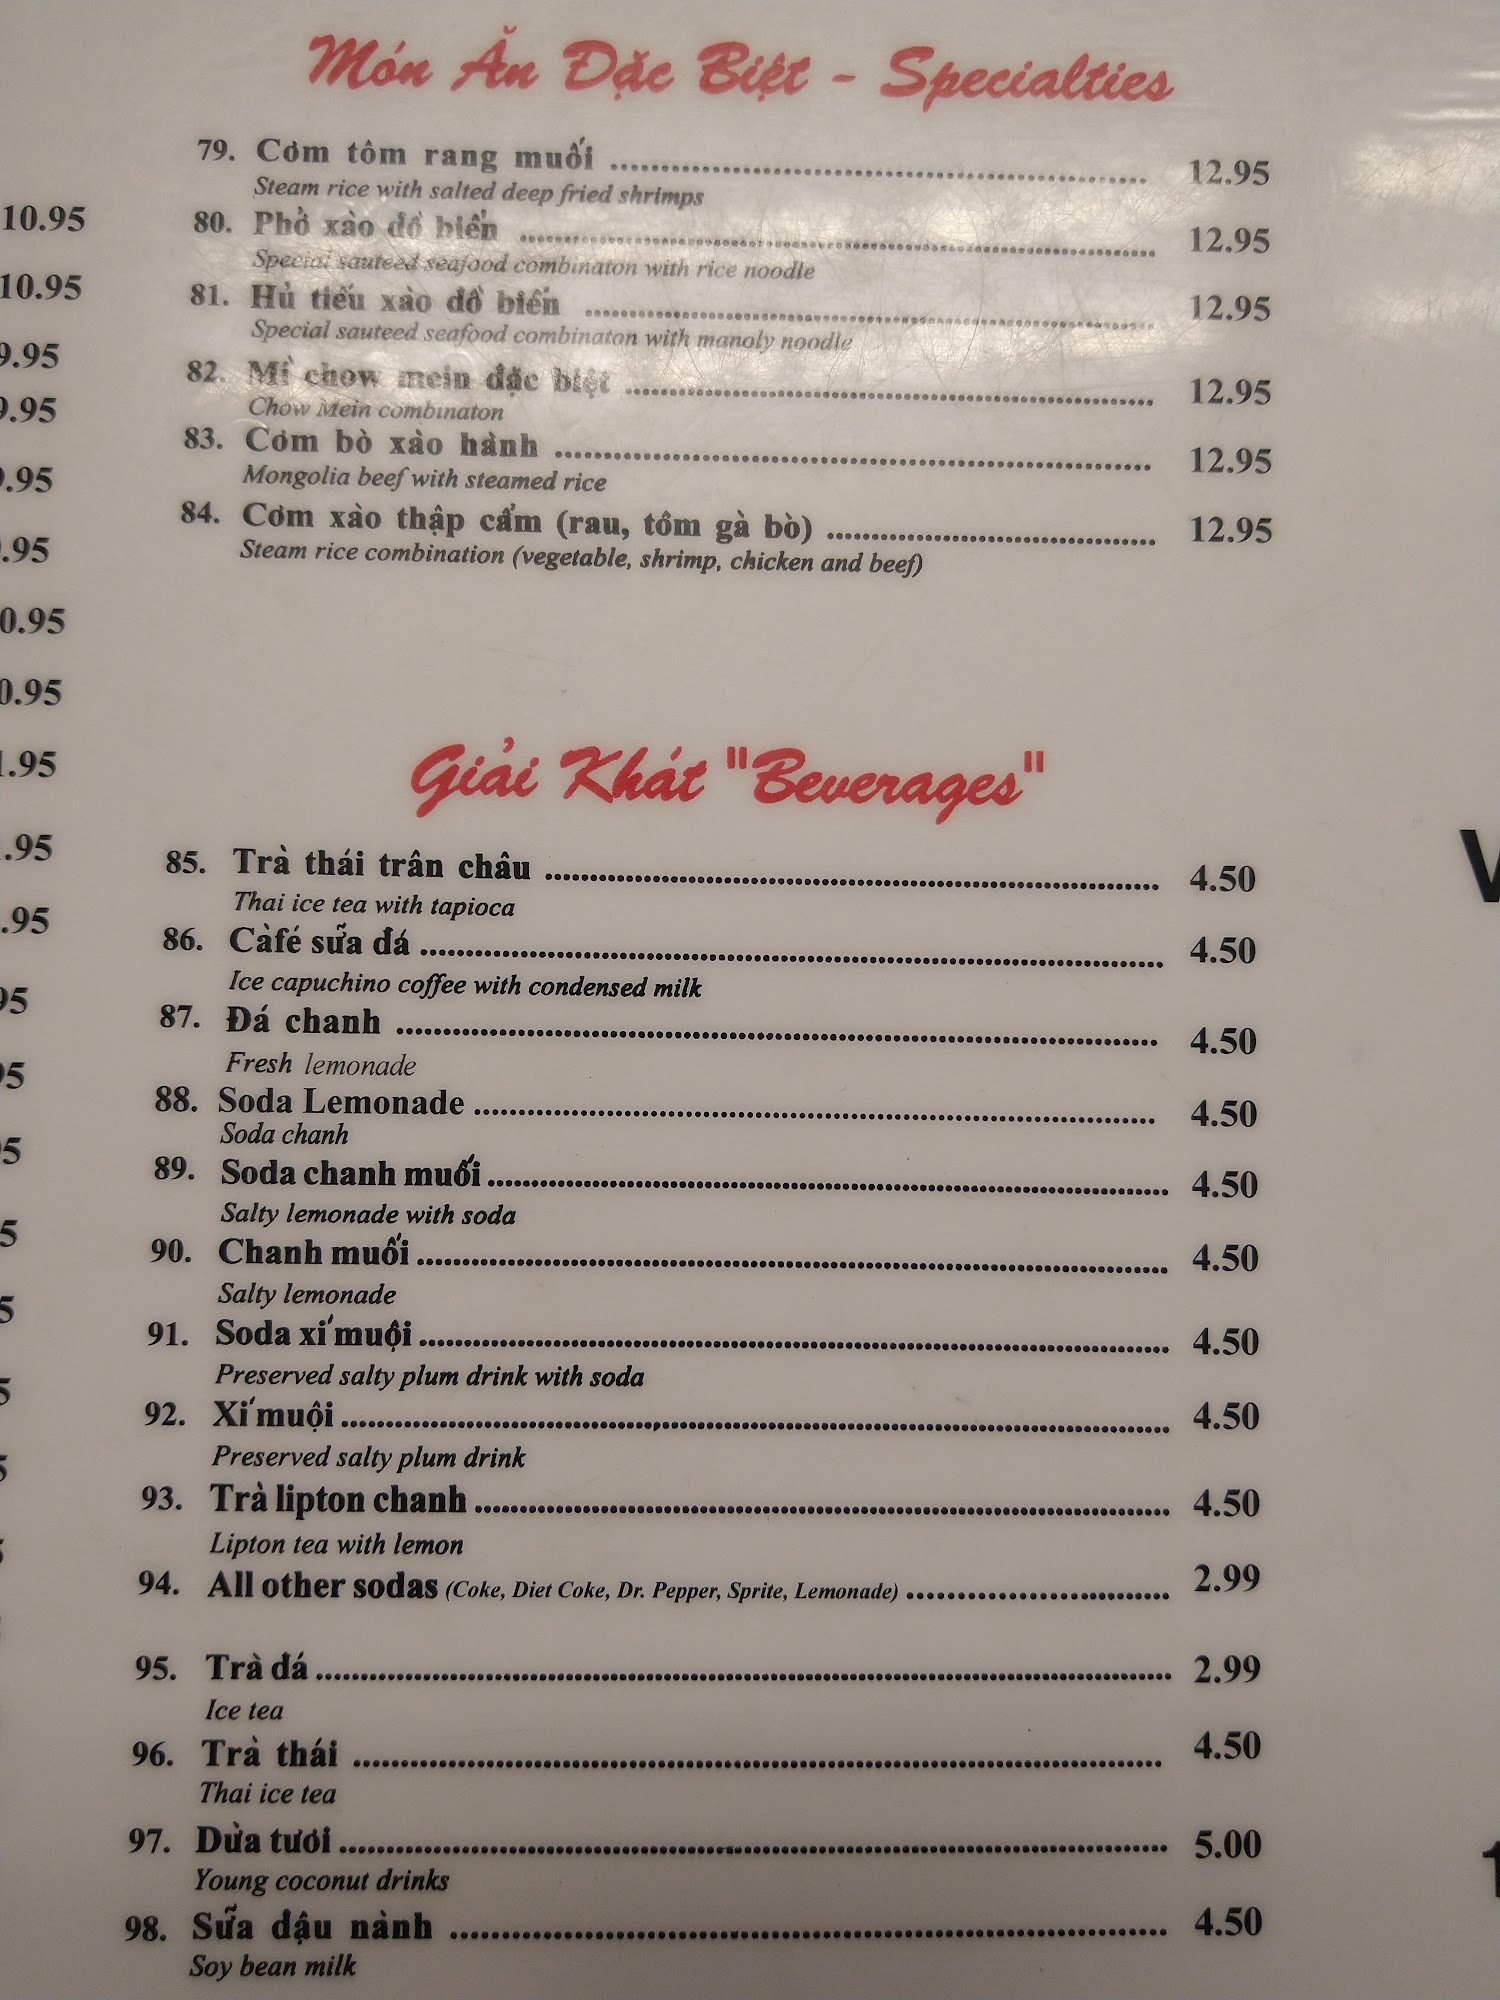 Món Ăn Đặc Biệt - Specialties
79. Cơm tôm rang muối ........ 12.95
Steam rice with salted deep fried shrimps
80. Phở xào đồ biển ........ 12.95
Special sauteed seafood combinaton with rice noodle
81. Hủ tiếu xào đồ biển ........ 12.95
Special sauteed seafood combinaton with manoly noodle
82. Mì chow mein đặc biệt ........ 12.95
Chow Mein combinaton
83. Cơm bò xào hành ........ 12.95
Mongolia beef with steamed rice
84. Cơm xào thập cẩm (rau, tôm gà bò) ........ 12.95
Steam rice combination (vegetable, shrimp, chicken and beef)
Giải Khát "Beverages"
85. Trà thái trân châu ........ 4.50
Thai ice tea with tapioca
86. Càfé sữa đá ........ 4.50
Ice capuchino coffee with condensed milk
87. Đá chanh ........ 4.50
Fresh lemonade
88. Soda Lemonade ........ 4.50
Soda chanh
89. Soda chanh muối ........ 4.50
Salty lemonade with soda
90. Chanh muối ........ 4.50
Salty lemonade
91. Soda xí muội ........ 4.50
Preserved salty plum drink with soda
92. Xí muội ........ 4.50
Preserved salty plum drink
93. Trà lipton chanh ........ 4.50
Lipton tea with lemon
94. All other sodas (Coke, Diet Coke, Dr. Pepper, Sprite, Lemonade) ........ 2.99
95. Trà đá ........ 2.99
Ice tea
96. Trà thái ........ 4.50
Thai ice tea
97. Dừa tươi ........ 5.00
Young coconut drinks
98. Sữa đậu nành ........ 4.50
Soy bean milk
10.95
10.95
9.95
9.95